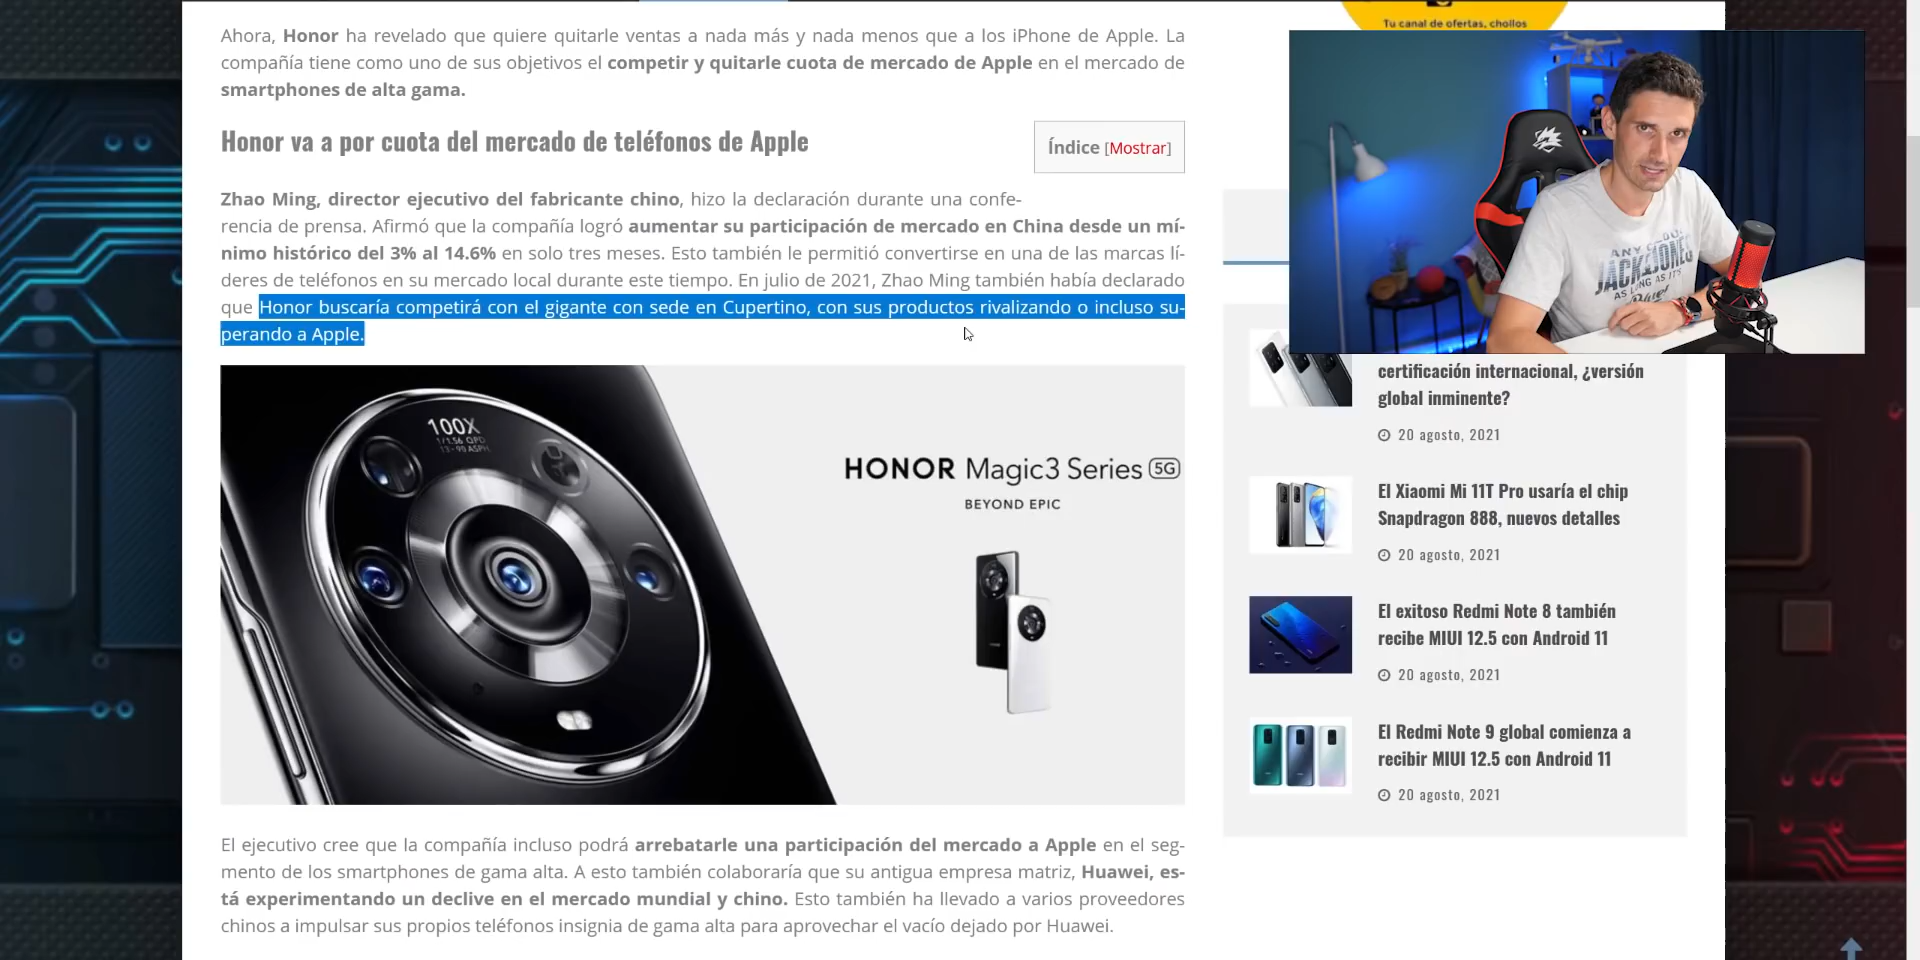 Tu canal de ofertas, chollos
Ahora, Honor ha revelado que quiere quitarle ventas a nada más y nada menos que a los iPhone de Apple. La
compañía tiene como uno de sus objetivos el competir y quitarle cuota de mercado de Apple en el mercado de
smartphones de alta gama.
Honor va a por cuota del mercado de teléfonos de Apple
Índice [Mostrar]
Zhao Ming, director ejecutivo del fabricante chino, hizo la declaración durante una confe-
rencia de prensa. Afirmó que la compañía logró aumentar su participación de mercado en China desde un mí-
nimo histórico del 3% al 14.6% en solo tres meses. Esto también le permitió convertirse en una de las marcas lí-
deres de teléfonos en su mercado local durante este tiempo. En julio de 2021, Zhao Ming también había declarado
que Honor buscaría competirá con el gigante con sede en Cupertino, con sus productos rivalizando o incluso su-
perando a Apple.
100X
1/1.56 OPD
HONOR Magic3 Series 5G
BEYOND EPIC
El ejecutivo cree que la compañía incluso podrá arrebatarle una participación del mercado a Apple en el seg-
mento de los smartphones de gama alta. A esto también colaboraría que su antigua empresa matriz, Huawei, es-
tá experimentando un declive en el mercado mundial y chino. Esto también ha llevado a varios proveedores
chinos a impulsar sus propios teléfonos insignia de gama alta para aprovechar el vacío dejado por Huawei.
ANY
JACK&JONES
AS LONG AS IT'S
certificación internacional, ¿versión
global inminente?
20 agosto, 2021
El Xiaomi Mi 11T Pro usaría el chip
Snapdragon 888, nuevos detalles
20 agosto, 2021
El exitoso Redmi Note 8 también
recibe MIUI 12.5 con Android 11
20 agosto, 2021
El Redmi Note 9 global comienza a
recibir MIUI 12.5 con Android 11
20 agosto, 2021